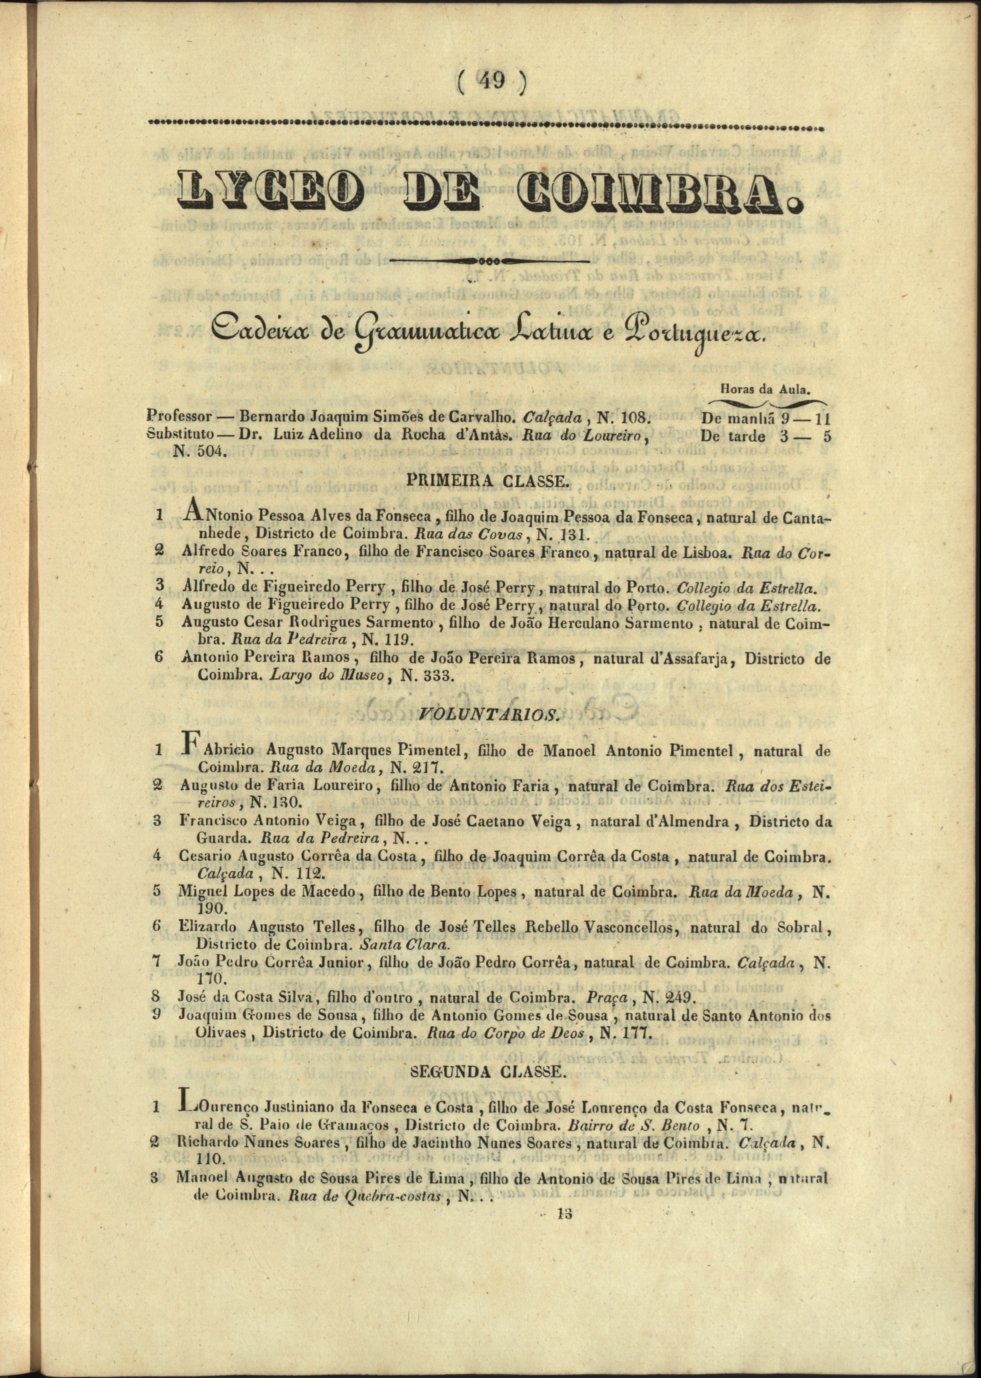 ( 49 )
LYCEO DE COIMBRA.
Cadeira de Grammatica Latina e Portugueza.
Horas da Aula.
Professor — Bernardo Joaquim Simões de Carvalho. Calçada , N. 108. De manhã 9 — 11
Substituto — Dr. Luiz Adelino da Rocha d'Antàs. Rua do Loureiro , De tarde 3 — 5
N. 504.
PRIMEIRA CLASSE.
1 ANtonio Pessoa Alves da Fonseca , filho de Joaquim Pessoa da Fonseca , natural de Canta-
nhede , Districto de Coimbra. Rua das Covas , N. 131.
2 Alfredo Soares Franco, filho de Francisco Soares Franco , natural de Lisboa. Rua do Cor-
reio , N. . .
3 Alfredo de Figueiredo Perry , filho de José Perry , natural do Porto. Collegio da Estrella.
4 Augusto de Figueiredo Perry , filho de José Perry , natural do Porto. Collegio da Estrella.
5 Augusto Cesar Rodrigues Sarmento , filho de João Herculano Sarmento , natural de Coim-
bra. Rua da Pedreira , N. 119.
6 Antonio Pereira Ramos , filho de João Pereira Ramos , natural d'Assafarja, Districto de
Coimbra. Largo do Museo , N. 333.
VOLUNTARIOS.
1 FAbricio Augusto Marques Pimentel, filho de Manoel Antonio Pimentel , natural de
Coimbra. Rua da Moeda , N. 217.
2 Augusto de Faria Loureiro , filho de Antonio Faria , natural de Coimbra. Rua dos Estei-
reiros , N. 130.
3 Francisco Antonio Veiga , filho de José Caetano Veiga , natural d'Almendra , Districto da
Guarda. Rua da Pedreira , N. . .
4 Cesario Augusto Corrêa da Costa , filho de Joaquim Corrêa da Costa , natural de Coimbra.
Calçada , N. 112.
5 Miguel Lopes de Macedo , filho de Bento Lopes , natural de Coimbra. Rua da Moeda , N.
190.
6 Elizardo Augusto Telles, filho de José Telles Rebello Vasconcellos, natural do Sobral ,
Districto de Coimbra. Santa Clara.
7 João Pedro Corrêa Junior , filho de João Pedro Corrêa, natural de Coimbra. Calçada , N.
170.
8 José da Costa Silva, filho d'outro , natural de Coimbra. Praça , N. 249.
9 Joaquim Gomes de Sousa , filho de Antonio Gomes de Sousa , natural de Santo Antonio dos
Olivaes , Districto de Coimbra. Rua do Corpo de Deos , N. 177.
SEGUNDA CLASSE.
1 LOurenço Justiniano da Fonseca e Costa , filho de José Lourenço da Costa Fonseca , natu-
ral de S. Paio de Gramaços , Districto de Coimbra. Bairro de S. Bento , N. 7.
2 Richardo Nunes Soares , filho de Jacintho Nunes Soares , natural de Coimbra. Calçada , N.
110.
3 Manoel Augusto de Sousa Pires de Lima , filho de Antonio de Sousa Pires de Lima , natural
de Coimbra. Rua de Quebra-costas , N. . .
13